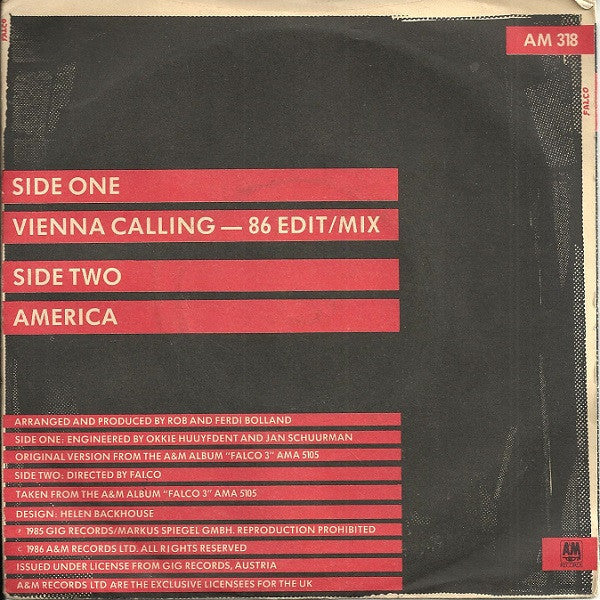 FALCO
AM 318
FALCO
SIDE ONE
VIENNA CALLING — 86 EDIT/MIX
SIDE TWO
AMERICA
ARRANGED AND PRODUCED BY ROB AND FERDI BOLLAND
SIDE ONE: ENGINEERED BY OKKIE HUUYFDENT AND JAN SCHUURMAN
ORIGINAL VERSION FROM THE A&M ALBUM “FALCO 3” AMA 5105
SIDE TWO: DIRECTED BY FALCO
TAKEN FROM THE A&M ALBUM “FALCO 3” AMA 5105
DESIGN: HELEN BACKHOUSE
℗ 1985 GIG RECORDS/MARKUS SPIEGEL GMBH. REPRODUCTION PROHIBITED
© 1986 A&M RECORDS LTD. ALL RIGHTS RESERVED
ISSUED UNDER LICENSE FROM GIG RECORDS, AUSTRIA
A&M RECORDS LTD ARE THE EXCLUSIVE LICENSEES FOR THE UK
A&M
RECORDS